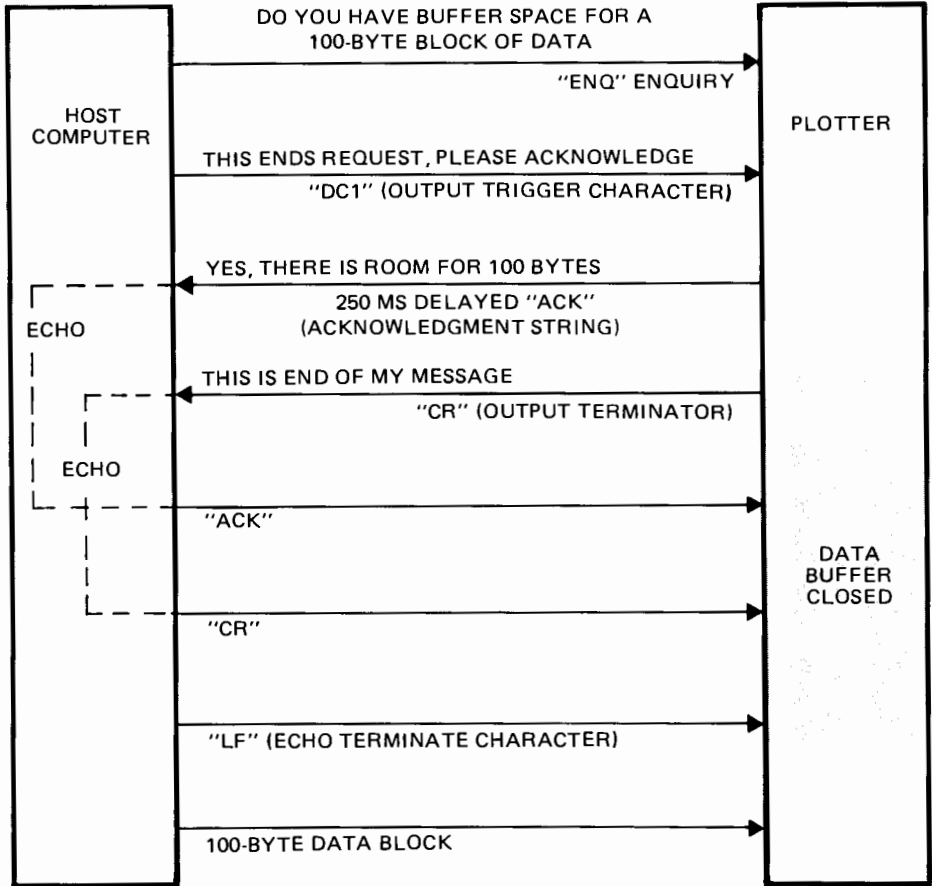 DO YOU HAVE BUFFER SPACE FOR A
100-BYTE BLOCK OF DATA
"ENQ" ENQUIRY
HOST
COMPUTER
PLOTTER
THIS ENDS REQUEST, PLEASE ACKNOWLEDGE
"DC1" (OUTPUT TRIGGER CHARACTER)
YES, THERE IS ROOM FOR 100 BYTES
250 MS DELAYED "ACK"
(ACKNOWLEDGMENT STRING)
ECHO
THIS IS END OF MY MESSAGE
"CR" (OUTPUT TERMINATOR)
ECHO
"ACK"
DATA
BUFFER
CLOSED
"CR"
"LF" (ECHO TERMINATE CHARACTER)
100-BYTE DATA BLOCK